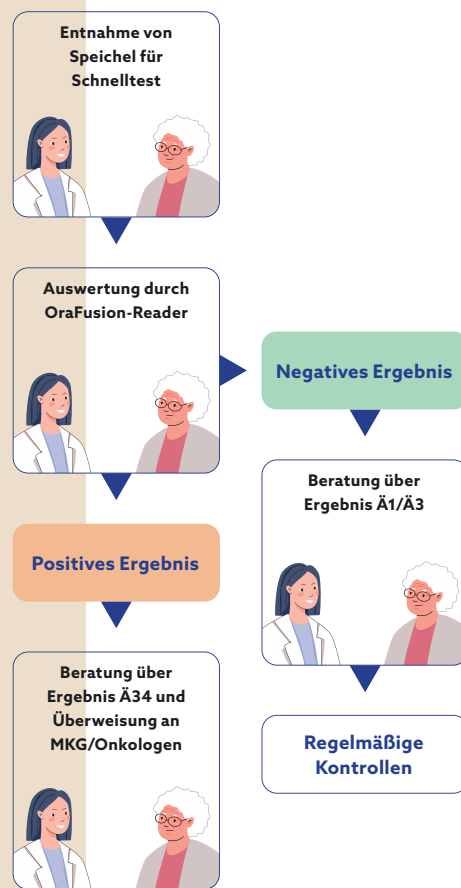 Entnahme von
Speichel für
Schnelltest
Auswertung durch
OraFusion-Reader
Negatives Ergebnis
Beratung über
Ergebnis Ä1/Ä3
Regelmäßige
Kontrollen
Positives Ergebnis
Beratung über
Ergebnis Ä34 und
Überweisung an
MKG/Onkologen